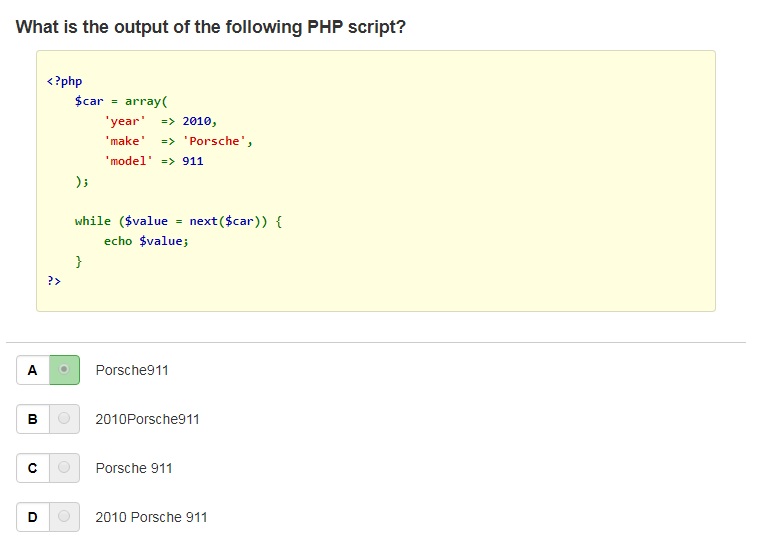 What is the output of the following PHP script?
<?php
    $car = array(
        'year'  => 2010,
        'make'  => 'Porsche',
        'model' => 911
    );

    while ($value = next($car)) {
        echo $value;
    }
?>
A Porsche911
B 2010Porsche911
C Porsche 911
D 2010 Porsche 911